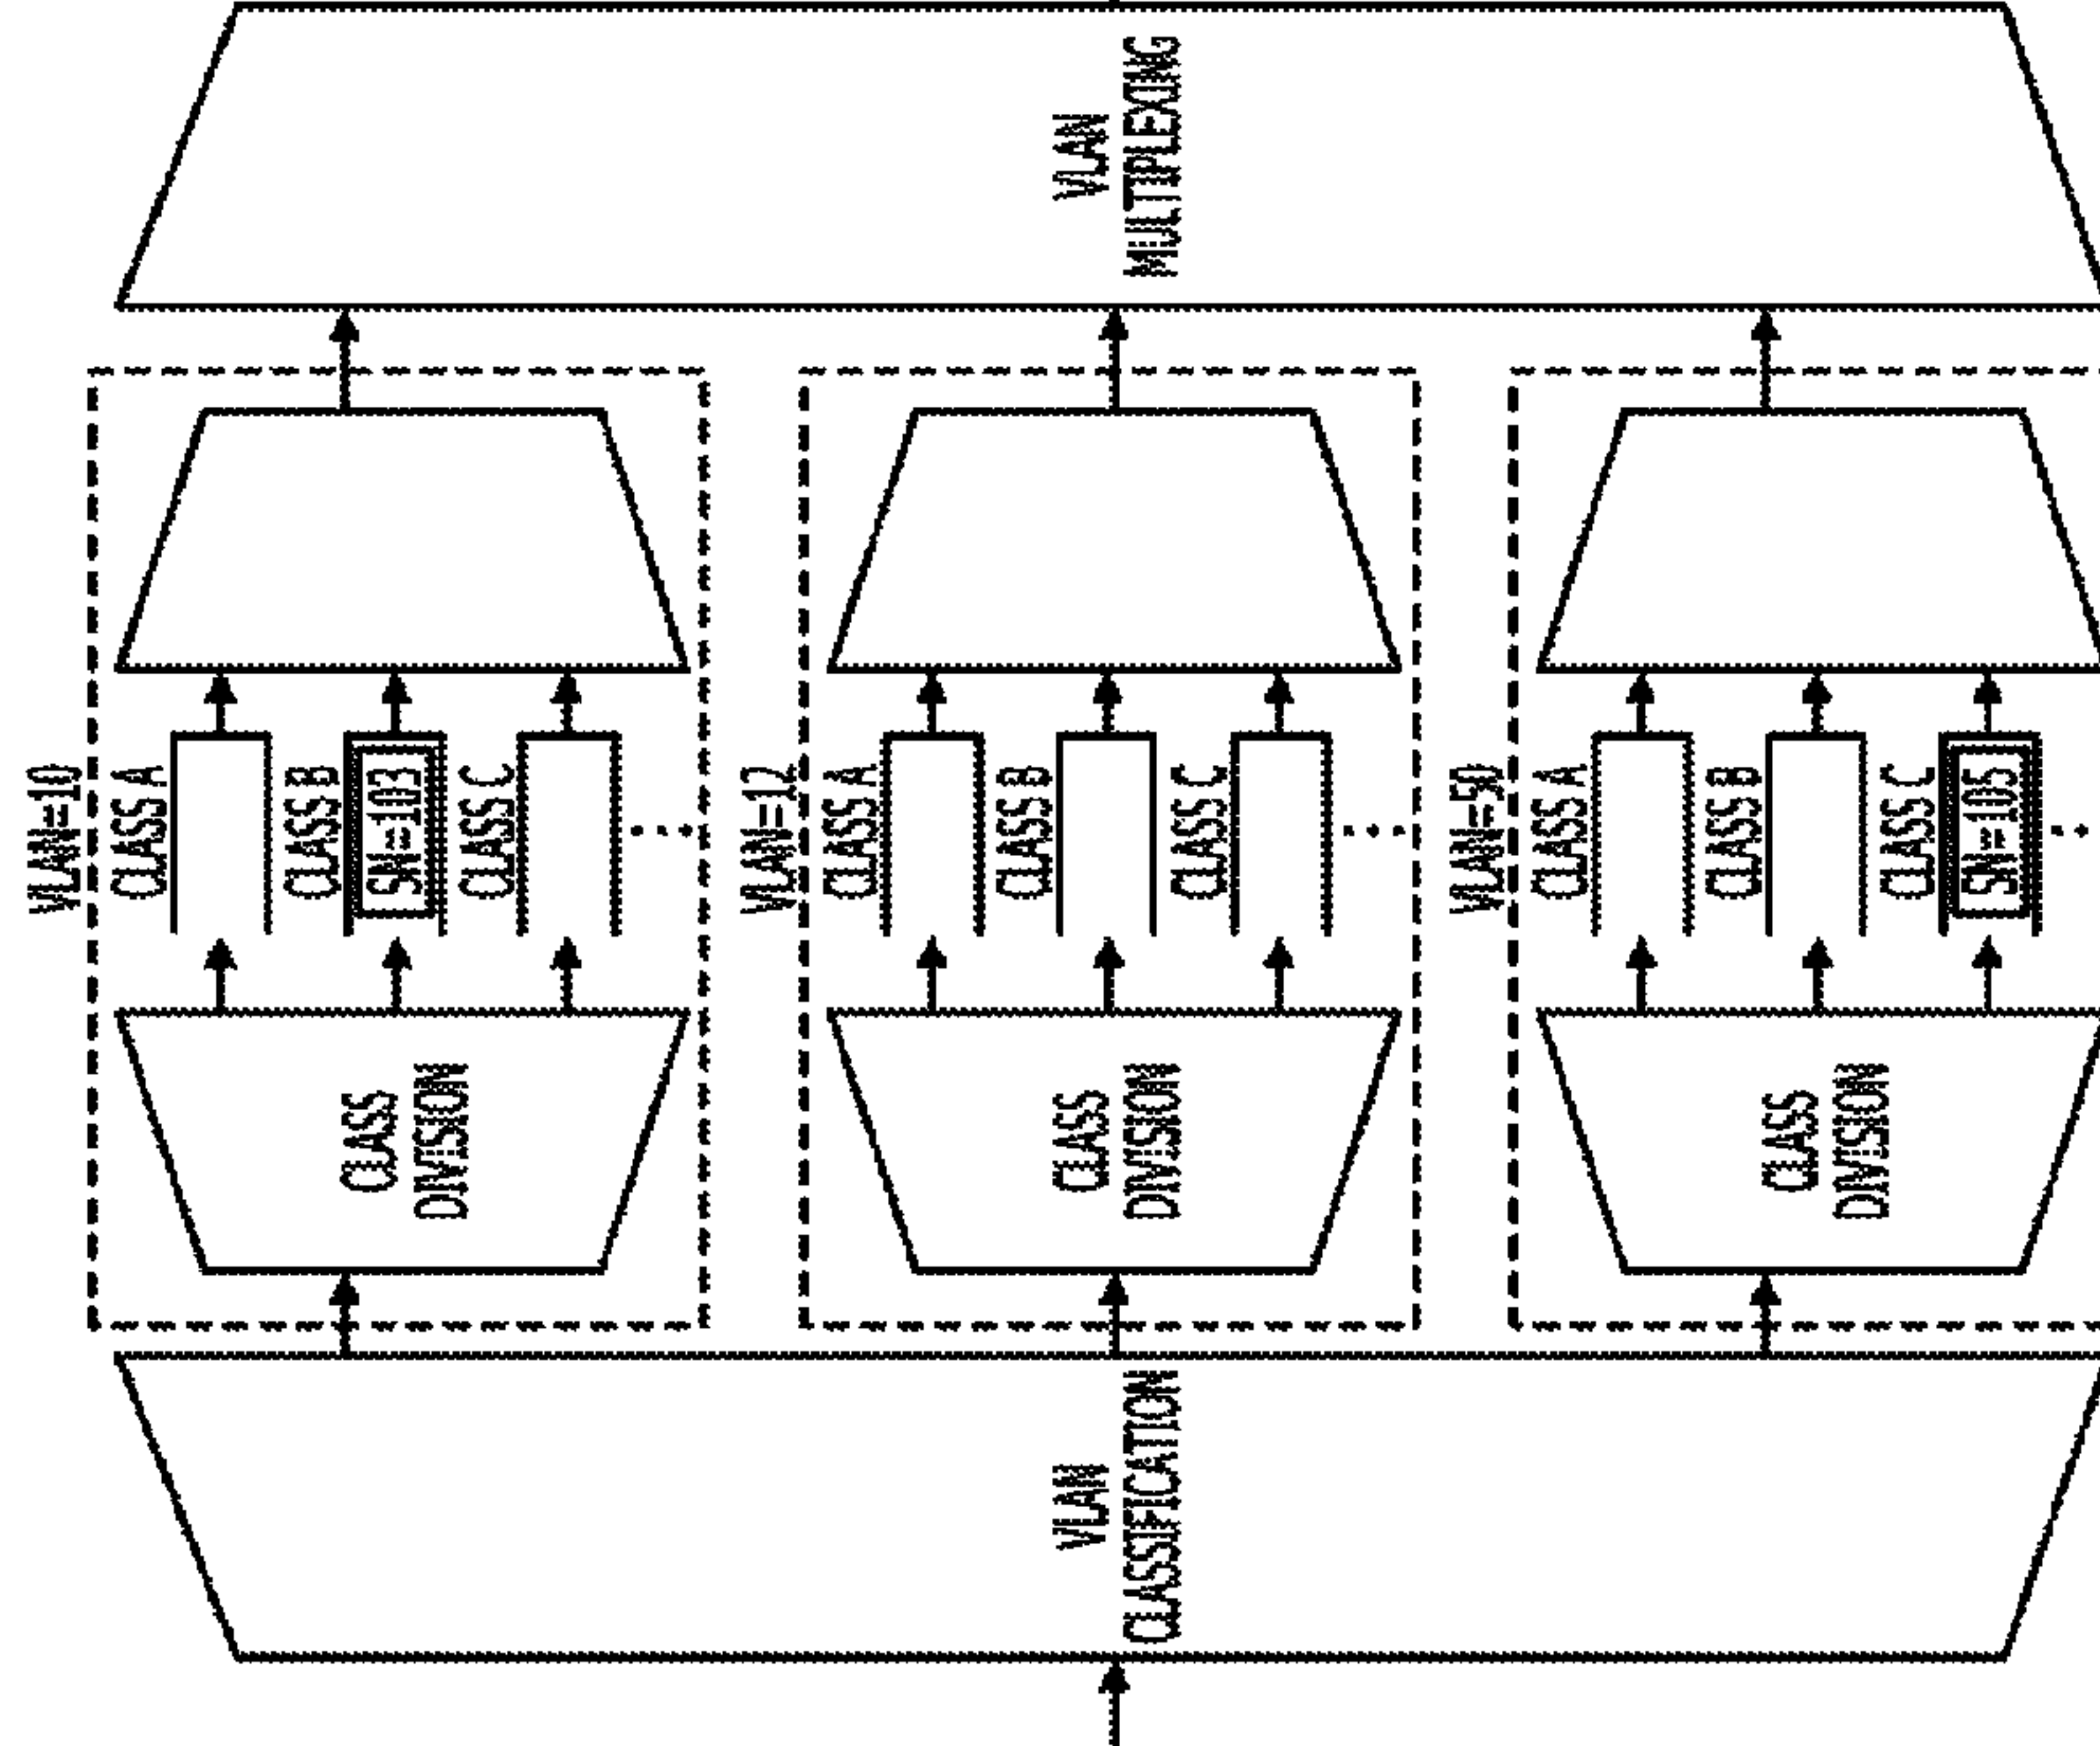 VLAN
CLASSIFICATION
VLAN=10
CLASS
DIVISION
CLASS A
CLASS B
SN=103
CLASS C
VLAN=12
CLASS
DIVISION
CLASS A
CLASS B
CLASS C
VLAN=50
CLASS
DIVISION
CLASS A
CLASS B
CLASS C
SN=105
VLAN
MULTIPLEXING